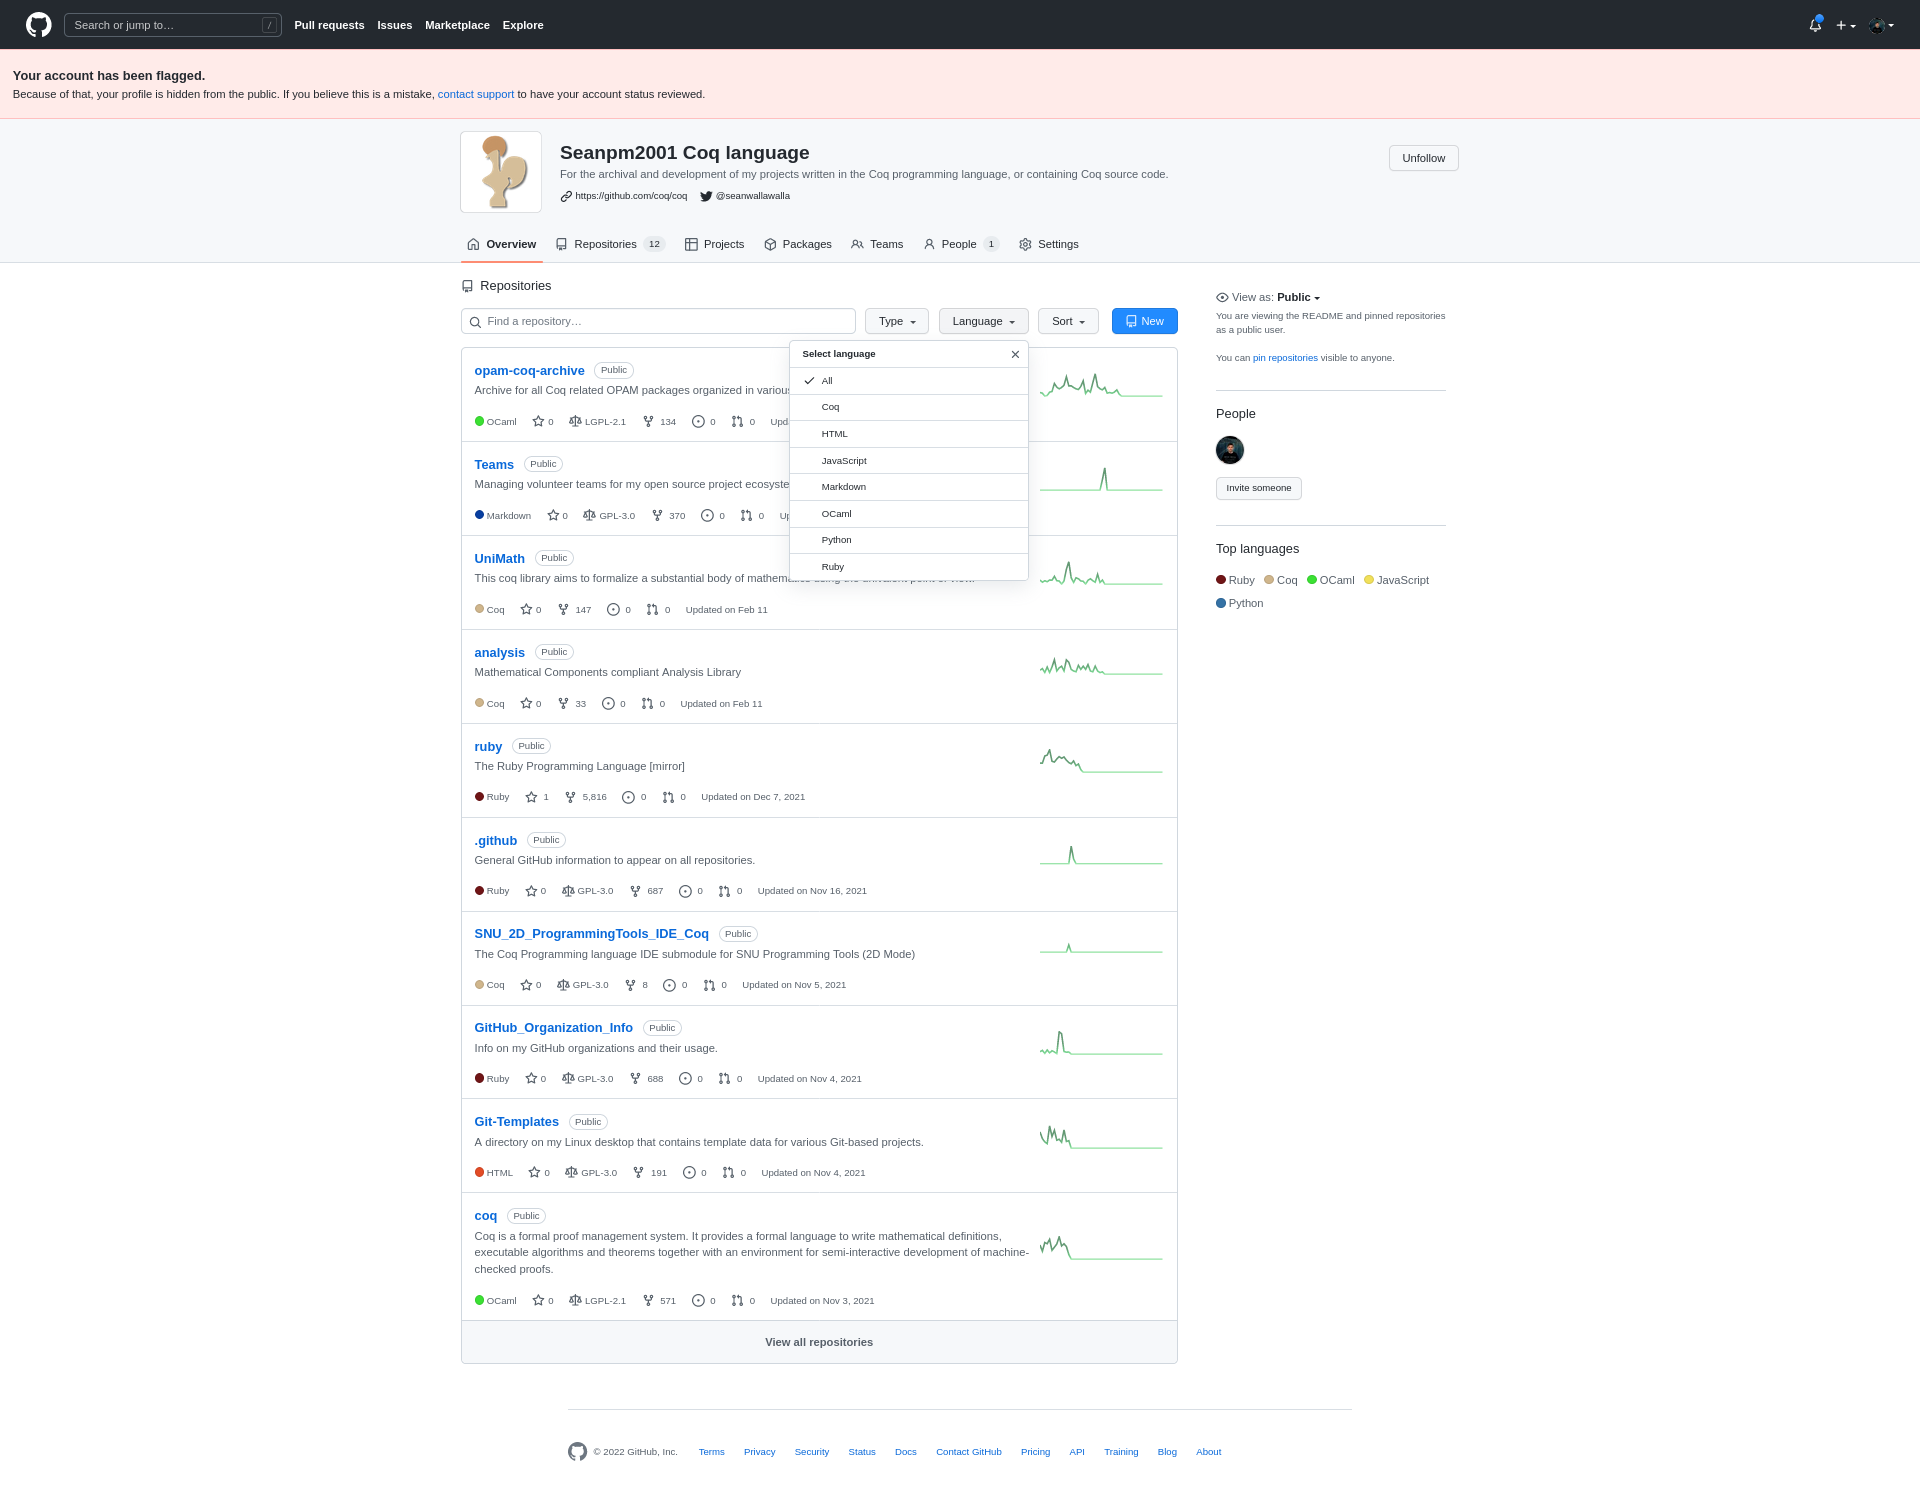 Search or jump to… /
Pull requests Issues Marketplace Explore
Your account has been flagged.
Because of that, your profile is hidden from the public. If you believe this is a mistake, contact support to have your account status reviewed.
Seanpm2001 Coq language
For the archival and development of my projects written in the Coq programming language, or containing Coq source code.
https://github.com/coq/coq @seanwallawalla
Unfollow
Overview Repositories 12 Projects Packages Teams People 1 Settings
Repositories
Find a repository… Type Language Sort New
Select language
All
Coq
HTML
JavaScript
Markdown
OCaml
Python
Ruby
opam-coq-archive Public
Archive for all Coq related OPAM packages organized in various
OCaml 0 LGPL-2.1 134 0 0 Upd
Teams Public
Managing volunteer teams for my open source project ecosyste
Markdown 0 GPL-3.0 370 0 0 Up
UniMath Public
This coq library aims to formalize a substantial body of mathematics using the univalent point of view.
Coq 0 147 0 0 Updated on Feb 11
analysis Public
Mathematical Components compliant Analysis Library
Coq 0 33 0 0 Updated on Feb 11
ruby Public
The Ruby Programming Language [mirror]
Ruby 1 5,816 0 0 Updated on Dec 7, 2021
.github Public
General GitHub information to appear on all repositories.
Ruby 0 GPL-3.0 687 0 0 Updated on Nov 16, 2021
SNU_2D_ProgrammingTools_IDE_Coq Public
The Coq Programming language IDE submodule for SNU Programming Tools (2D Mode)
Coq 0 GPL-3.0 8 0 0 Updated on Nov 5, 2021
GitHub_Organization_Info Public
Info on my GitHub organizations and their usage.
Ruby 0 GPL-3.0 688 0 0 Updated on Nov 4, 2021
Git-Templates Public
A directory on my Linux desktop that contains template data for various Git-based projects.
HTML 0 GPL-3.0 191 0 0 Updated on Nov 4, 2021
coq Public
Coq is a formal proof management system. It provides a formal language to write mathematical definitions,
executable algorithms and theorems together with an environment for semi-interactive development of machine-
checked proofs.
OCaml 0 LGPL-2.1 571 0 0 Updated on Nov 3, 2021
View all repositories
View as: Public
You are viewing the README and pinned repositories
as a public user.
You can pin repositories visible to anyone.
People
Invite someone
Top languages
Ruby Coq OCaml JavaScript
Python
© 2022 GitHub, Inc. Terms Privacy Security Status Docs Contact GitHub Pricing API Training Blog About